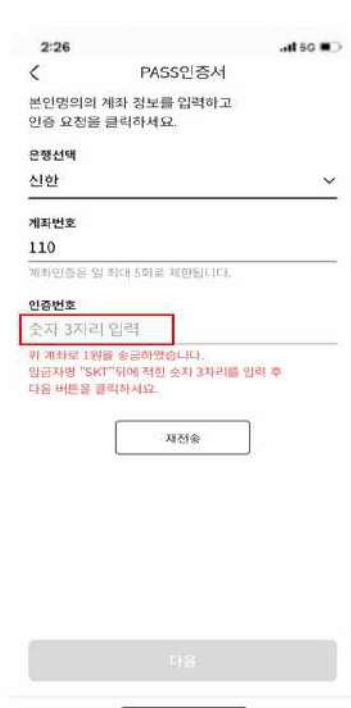 2:26
5G
PASS인증서
본인명의의 계좌 정보를 입력하고
인증 요청을 클릭하세요.
은행선택
신한
계좌번호
110
계좌인증은 일 최대 5회로 제한됩니다.
인증번호
숫자 3자리 입력
위 계좌로 1원을 송금하였습니다.
입금자명 "SKT"뒤에 적힌 숫자 3자리를 입력 후
다음 버튼을 클릭하세요.
재전송
다음